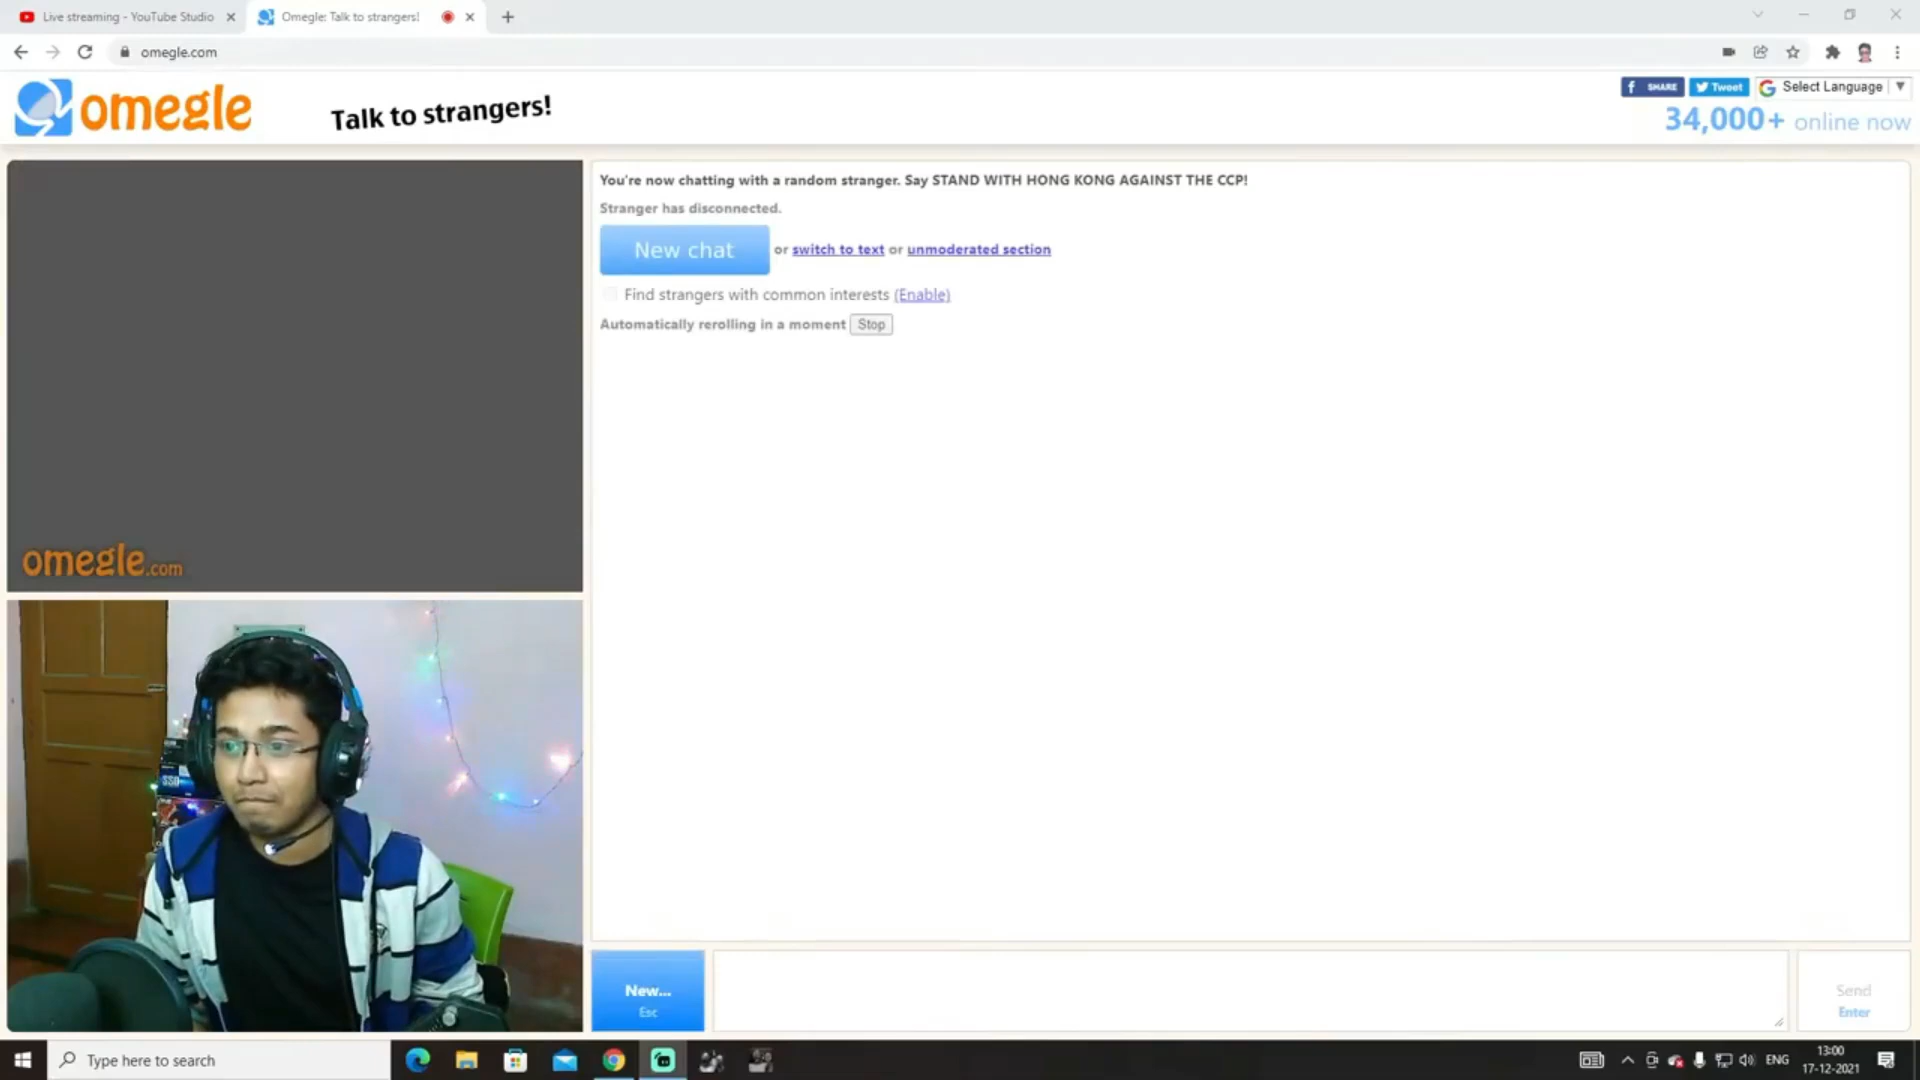 Live streaming - YouTube Studio
Omegle: Talk to strangers!
omegle.com
omegle
Talk to strangers!
SHARE
Tweet
Select Language
34,000+ online now
You're now chatting with a random stranger. Say STAND WITH HONG KONG AGAINST THE CCP!
Stranger has disconnected.
New chat or switch to text or unmoderated section
Find strangers with common interests (Enable)
Automatically rerolling in a moment Stop
omegle.com
SSD
New...
Esc
Send
Enter
Type here to search
ENG
13:00
17-12-2021